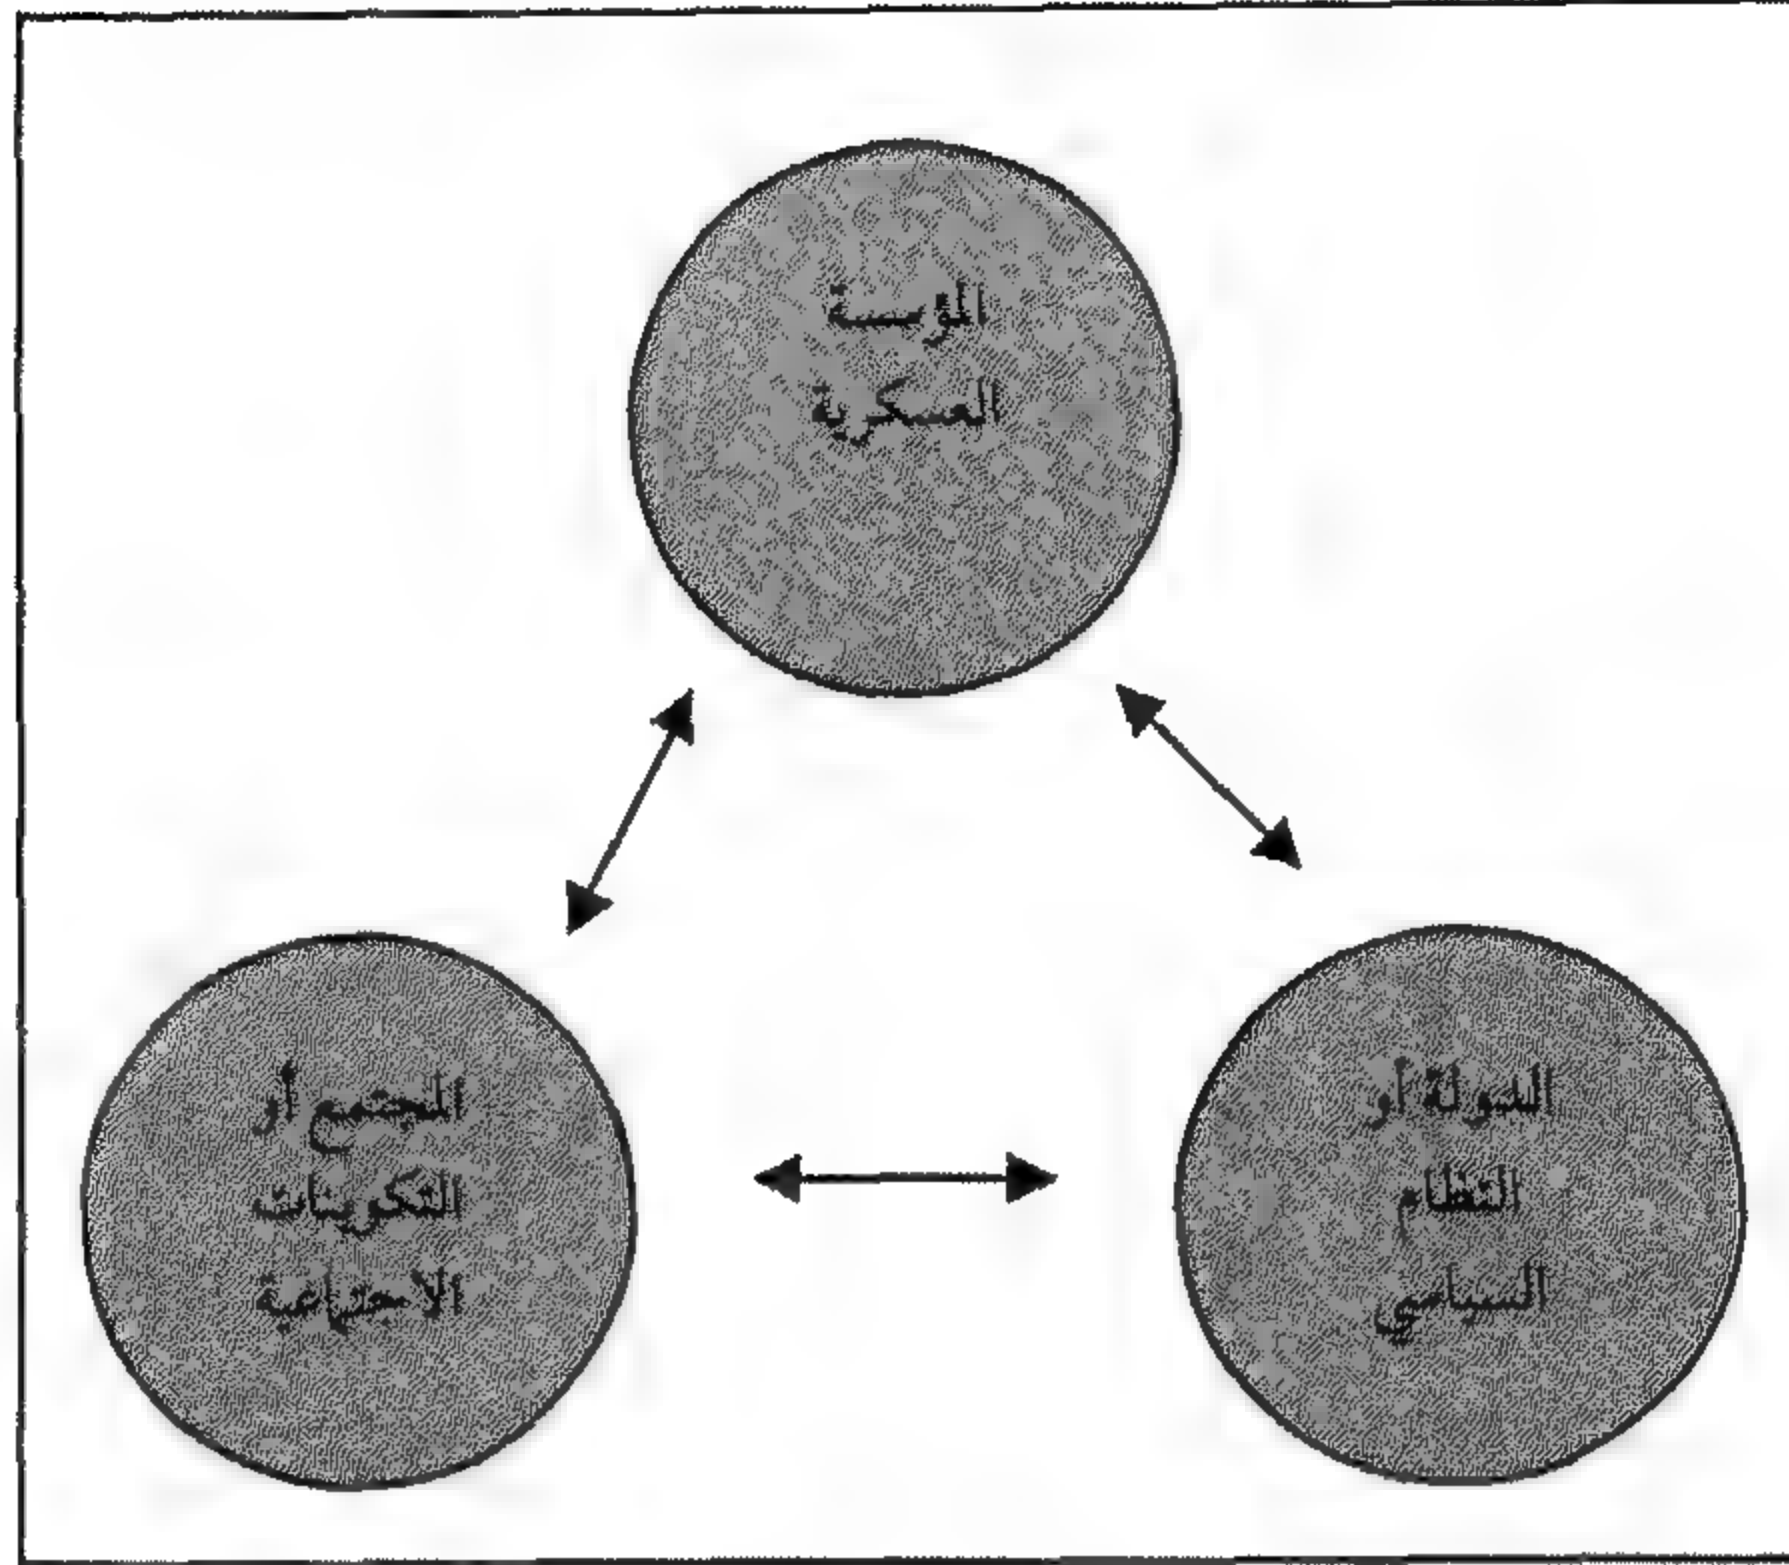 المؤسسة
العسكرية
الدولة أو
النظام
السياسي
المجتمع أو
التكوينات
الاجتماعية